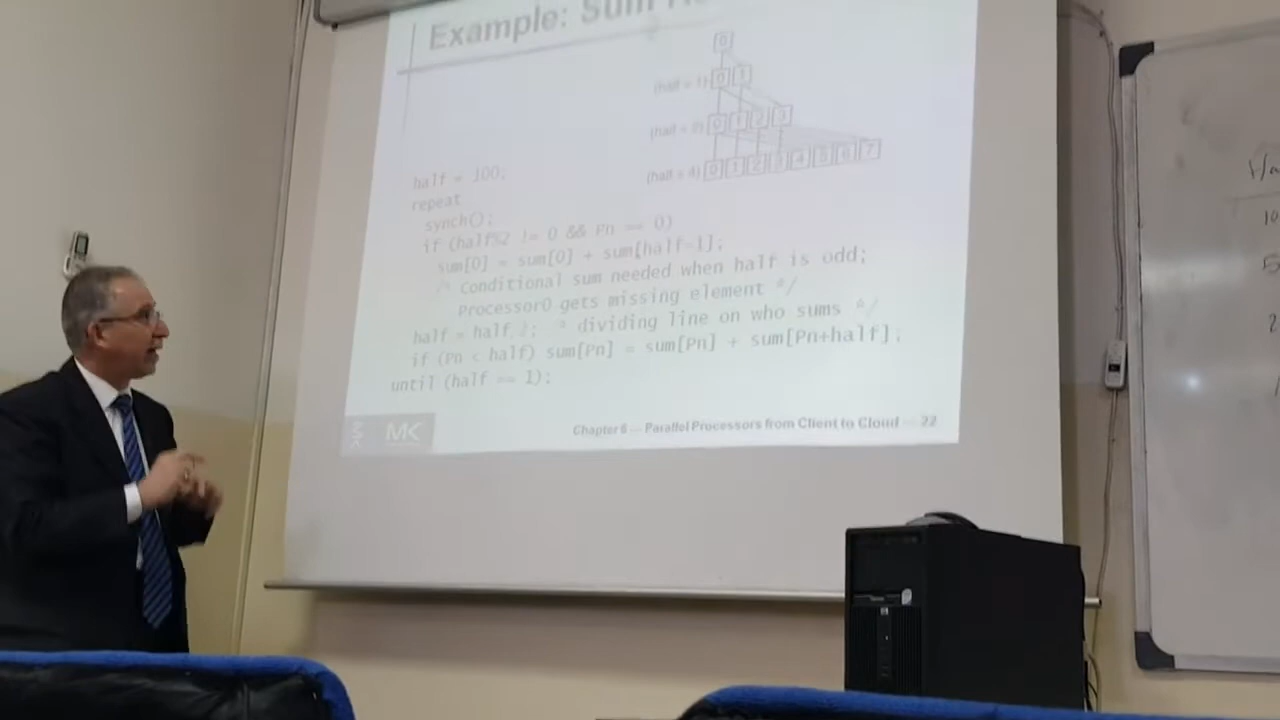 Example: Sum
0
(half = 1) 0 1
(half = 2) 0 1 2 3
(half = 4) 0 1 2 3 4 5 6 7
half = 100;
repeat
synch();
if (half%2 != 0 && Pn == 0)
sum[0] = sum[0] + sum[half-1];
/* Conditional sum needed when half is odd;
Processor0 gets missing element */
half = half/2; * dividing line on who sums */
if (Pn < half) sum[Pn] = sum[Pn] + sum[Pn+half];
until (half == 1);
MK
MK
Chapter 6 — Parallel Processors from Client to Cloud — 22